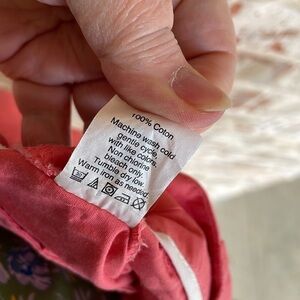 100% Coton
Machine wash cold
gentle cycle,
with like colors.
Non chlorine
bleach only.
Tumble dry low.
Warm iron as needed